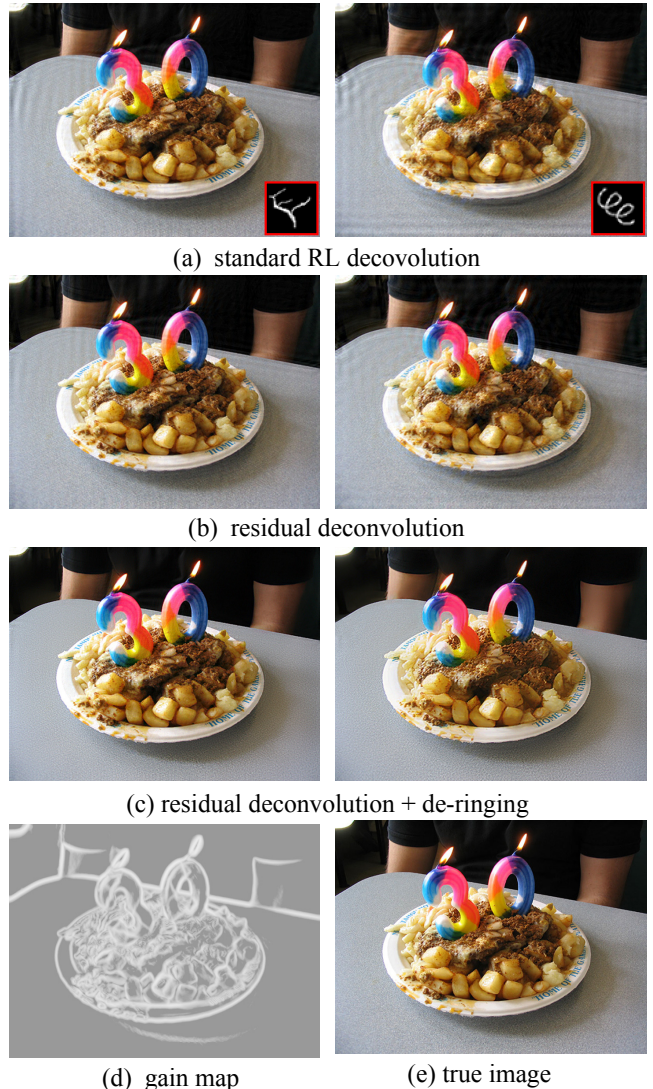 (a) standard RL decovolution
(b) residual deconvolution
(c) residual deconvolution + de-ringing
(d) gain map
(e) true image